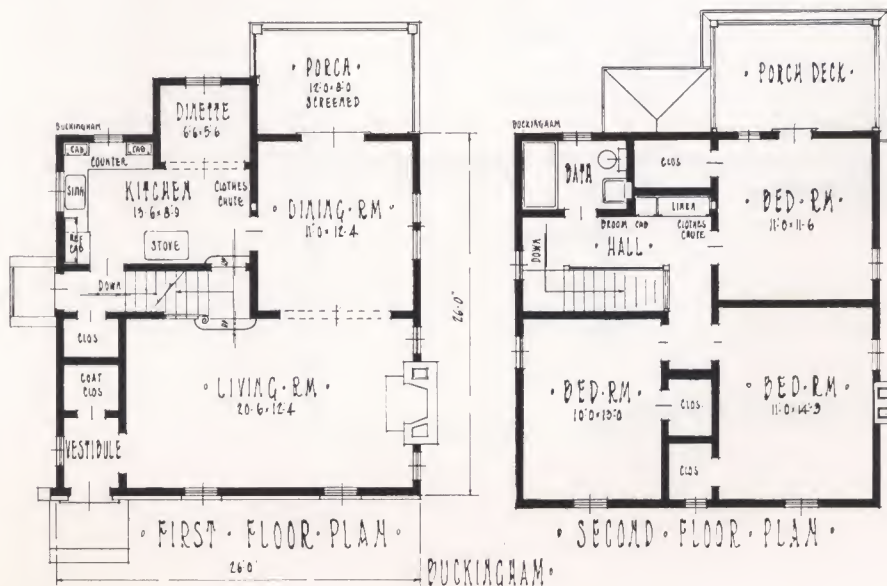 · PORCH ·
12·0×8·0
SCREENED
DINETTE
6·6×5·6
BUCKINGHAM
CAB
CAB
COUNTER
SINK
KITCHEN
13·6×8·0
CLOTHES
CHUTE
· DINING·RM
11·0×12·4
REF
CAB
STOVE
UP
DOWN
UP
CLOS
COAT
CLOS
· LIVING·RM ·
20·6×12·4
VESTIBULE
26·0"
· FIRST · FLOOR · PLAN ·
26·0"
· PORCH DECK ·
BUCKINGHAM
BATH
CLOS
LINEN
BROOM CAB
CLOTHES
CHUTE
· BED·RM ·
11·0×11·6
· HALL ·
DOWN
· BED·RM ·
10·0×13·0
CLOS
· BED·RM ·
11·0×14·3
CLOS
· SECOND · FLOOR · PLAN ·
· BUCKINGHAM ·